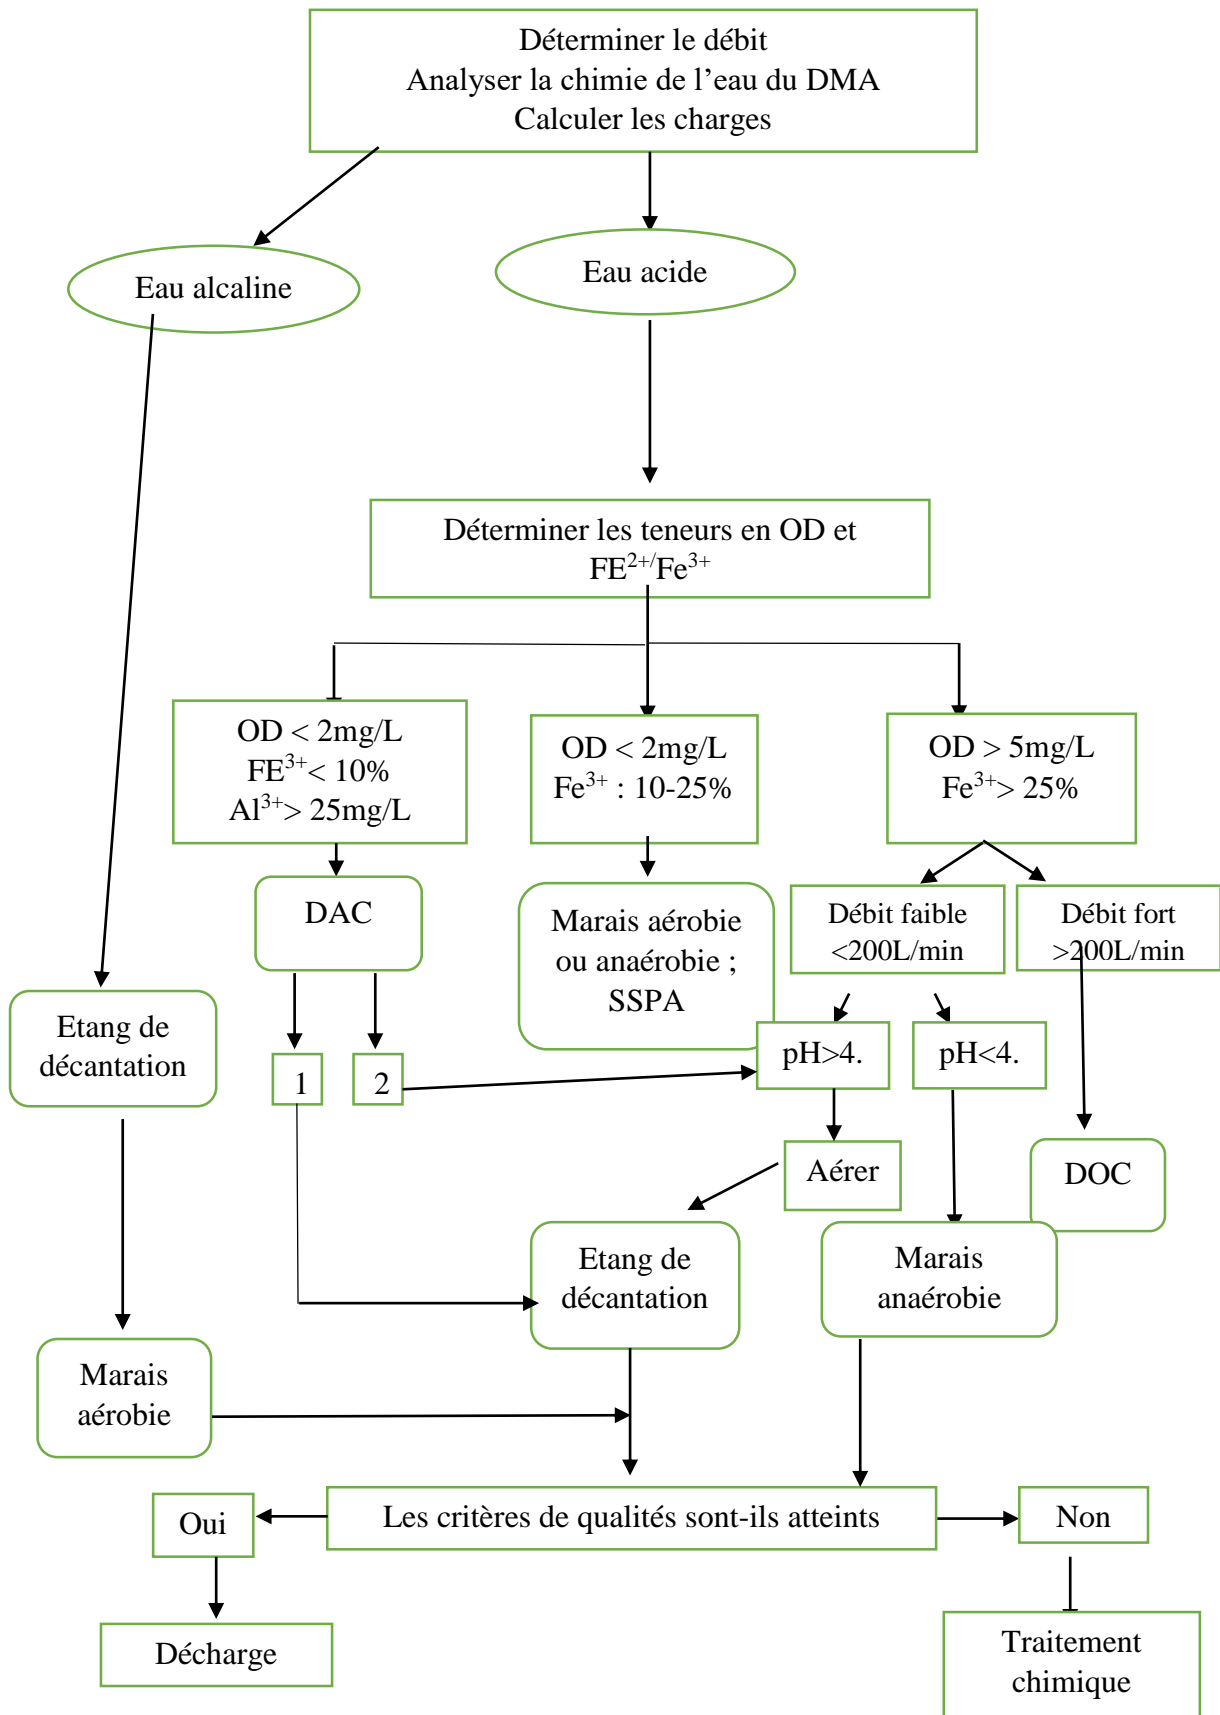 Déterminer le débit
Analyser la chimie de l’eau du DMA
Calculer les charges
Eau alcaline
Eau acide
Déterminer les teneurs en OD et
FE²⁺/Fe³⁺
OD < 2mg/L
FE³⁺< 10%
Al³⁺> 25mg/L
OD < 2mg/L
Fe³⁺ : 10-25%
OD > 5mg/L
Fe³⁺> 25%
DAC
Marais aérobie
ou anaérobie ;
SSPA
Débit faible
<200L/min
Débit fort
>200L/min
Etang de
décantation
1
2
pH>4.
pH<4.
Aérer
DOC
Etang de
décantation
Marais
anaérobie
Marais
aérobie
Oui
Les critères de qualités sont-ils atteints
Non
Décharge
Traitement
chimique